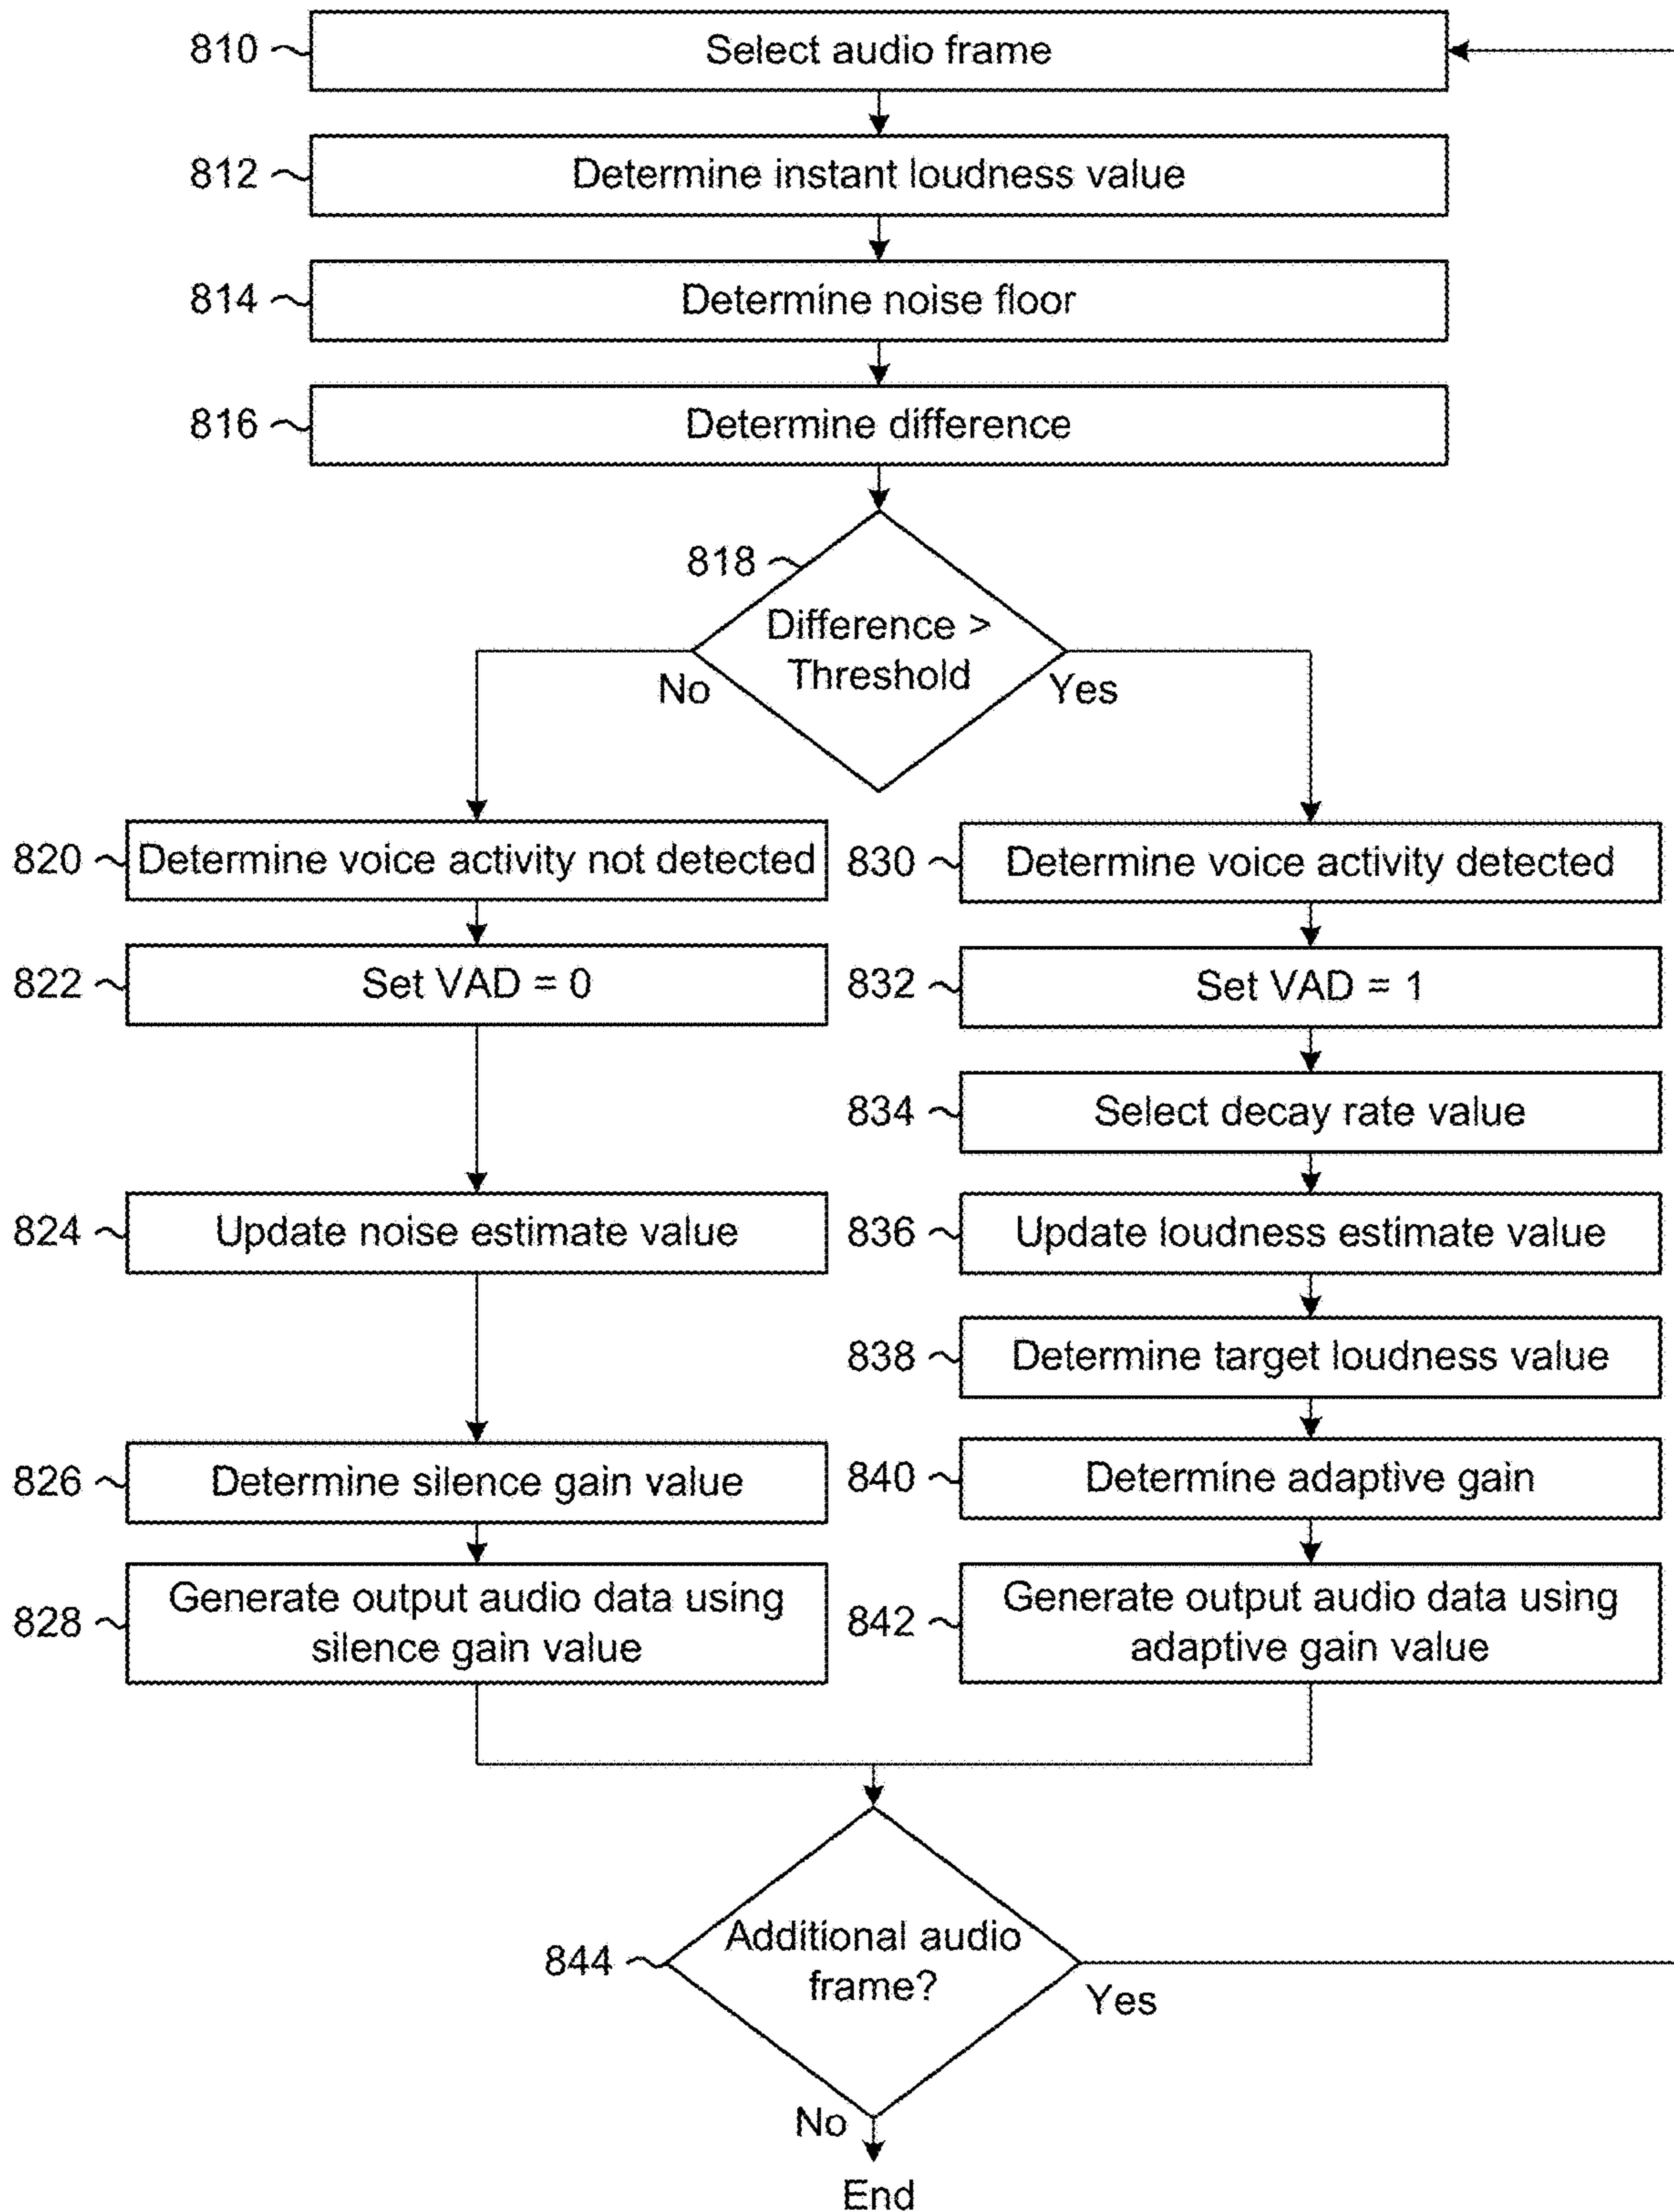 810 Select audio frame
812 Determine instant loudness value
814 Determine noise floor
816 Determine difference
818
Difference >
Threshold
No
Yes
820 Determine voice activity not detected
822 Set VAD = 0
824 Update noise estimate value
826 Determine silence gain value
828 Generate output audio data using
silence gain value
830 Determine voice activity detected
832 Set VAD = 1
834 Select decay rate value
836 Update loudness estimate value
838 Determine target loudness value
840 Determine adaptive gain
842 Generate output audio data using
adaptive gain value
844 Additional audio
frame?
Yes
No
End